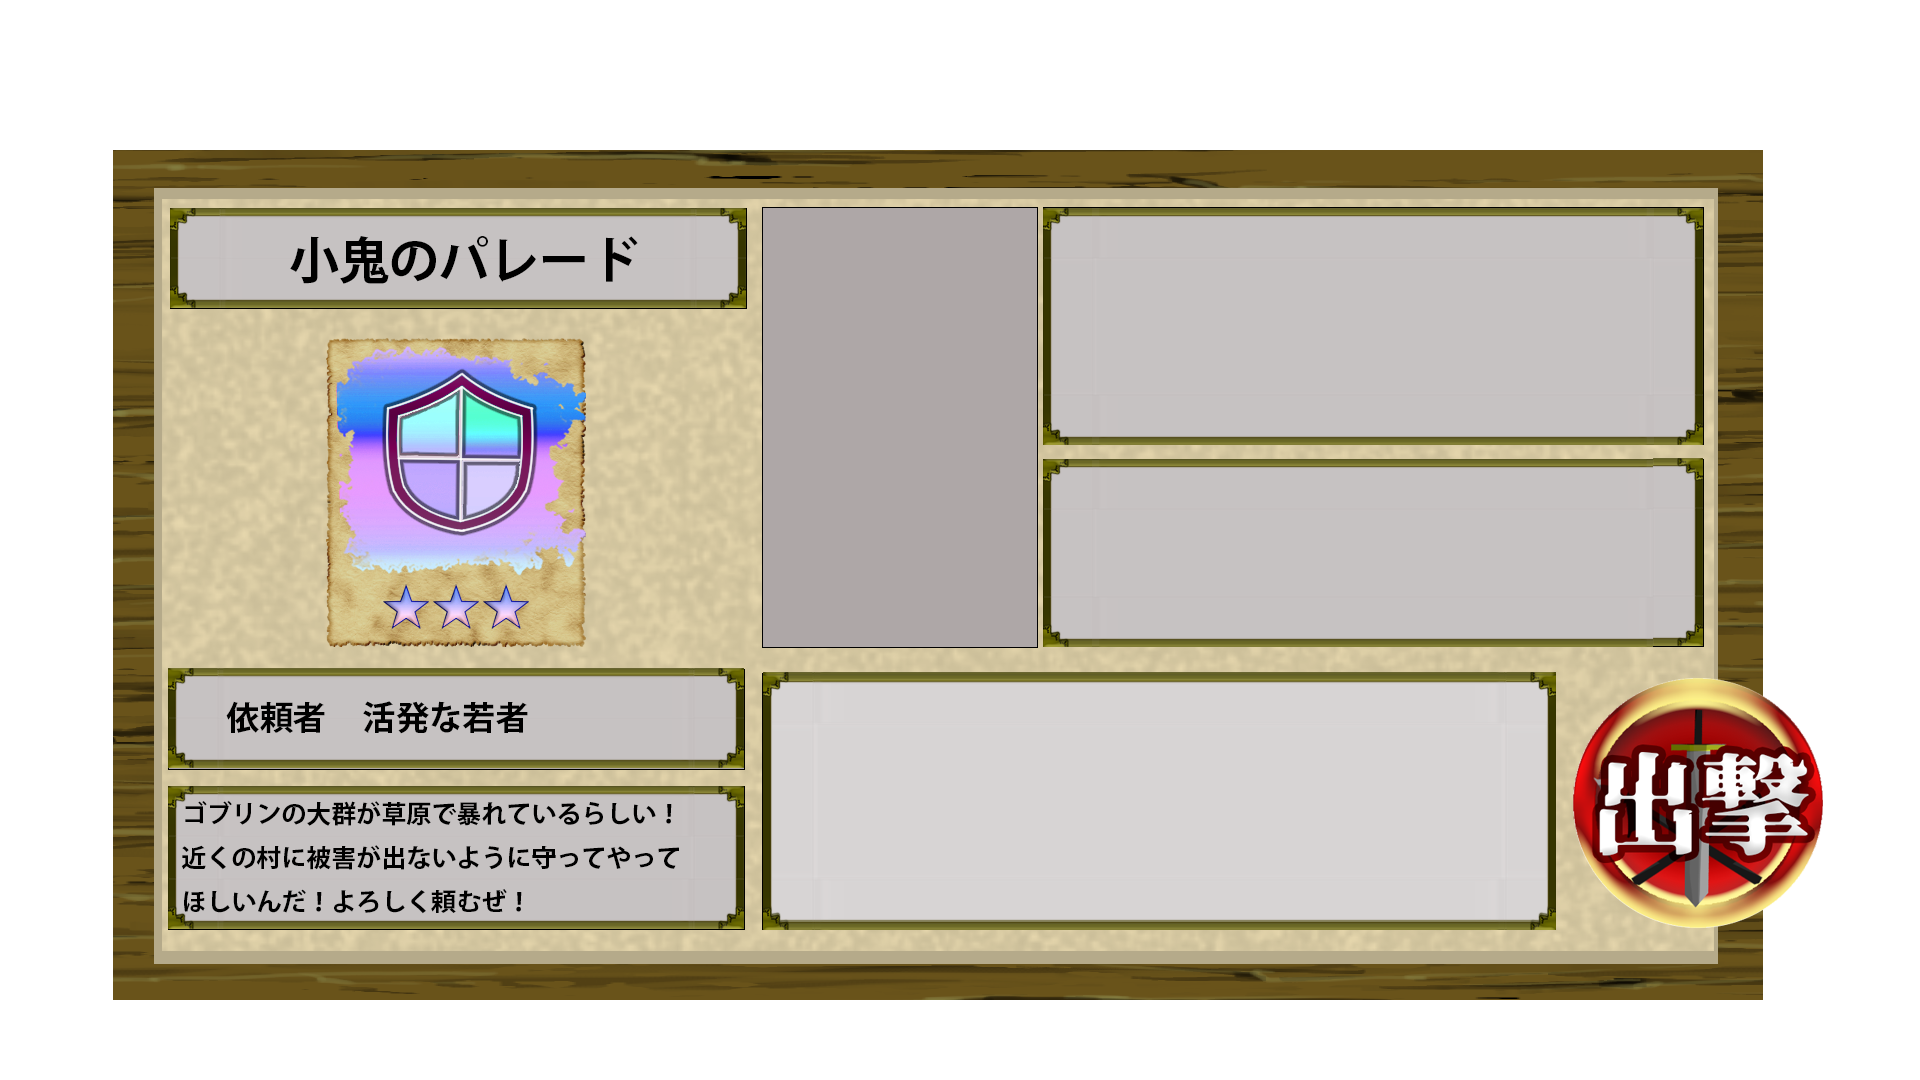 小鬼のパレード
依頼者　活発な若者
ゴブリンの大群が草原で暴れているらしい！
近くの村に被害が出ないように守ってやって
ほしいんだ！よろしく頼むぜ！
出撃